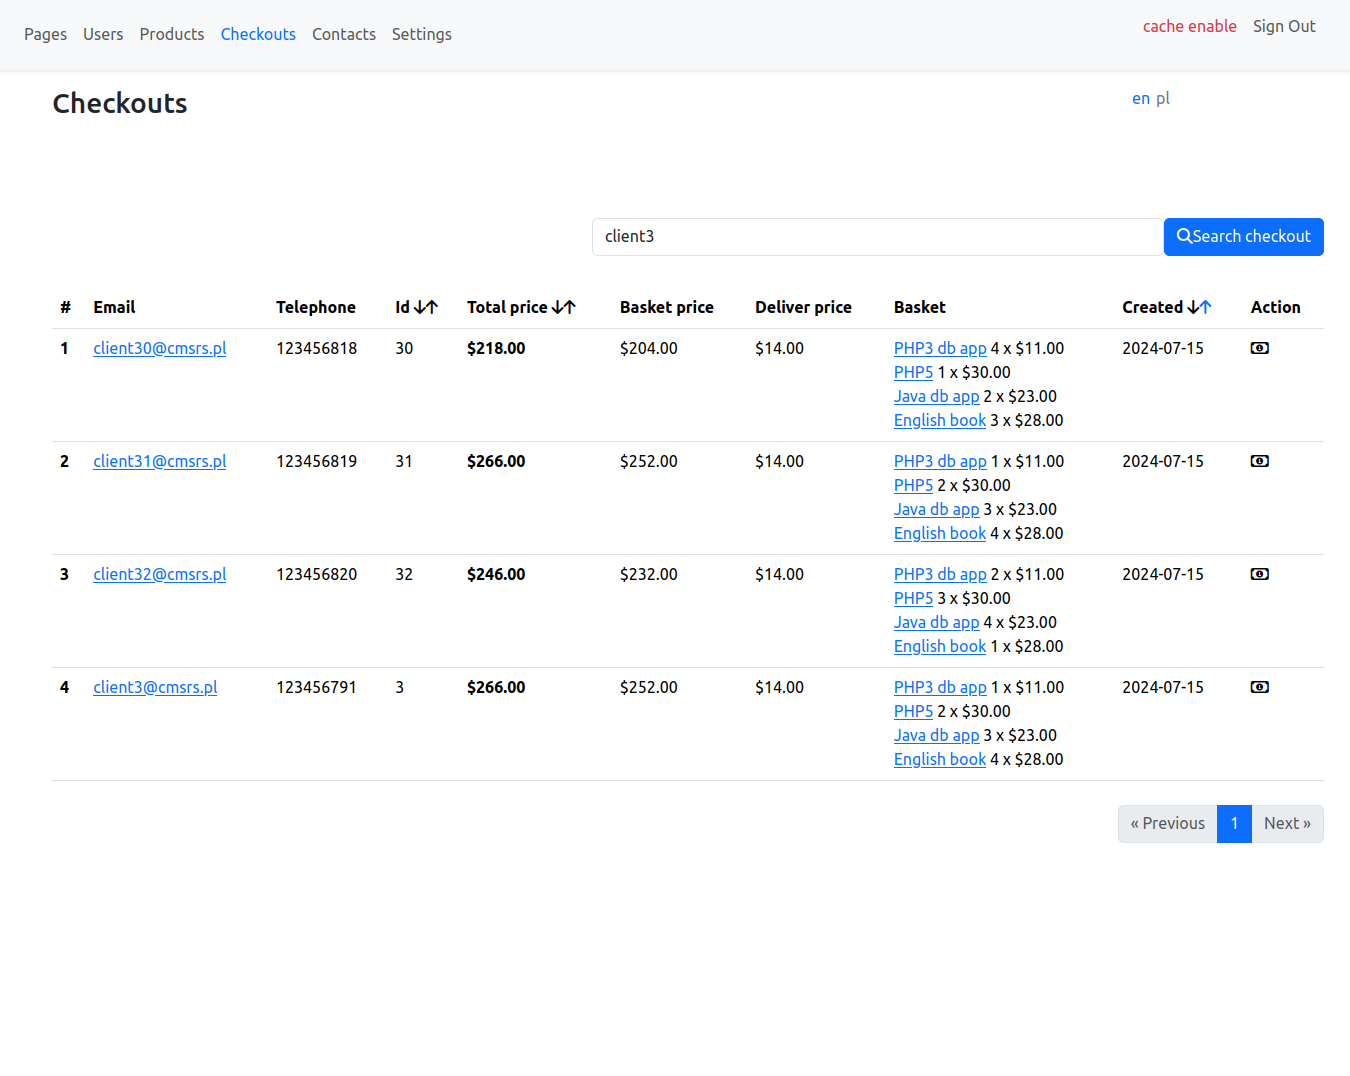 Pages Users Products Checkouts Contacts Settings cache enable Sign Out
Checkouts en pl
client3 Search checkout
# Email Telephone Id Total price Basket price Deliver price Basket Created Action
1 client30@cmsrs.pl 123456818 30 $218.00 $204.00 $14.00 PHP3 db app 4 x $11.00 2024-07-15
PHP5 1 x $30.00
Java db app 2 x $23.00
English book 3 x $28.00
2 client31@cmsrs.pl 123456819 31 $266.00 $252.00 $14.00 PHP3 db app 1 x $11.00 2024-07-15
PHP5 2 x $30.00
Java db app 3 x $23.00
English book 4 x $28.00
3 client32@cmsrs.pl 123456820 32 $246.00 $232.00 $14.00 PHP3 db app 2 x $11.00 2024-07-15
PHP5 3 x $30.00
Java db app 4 x $23.00
English book 1 x $28.00
4 client3@cmsrs.pl 123456791 3 $266.00 $252.00 $14.00 PHP3 db app 1 x $11.00 2024-07-15
PHP5 2 x $30.00
Java db app 3 x $23.00
English book 4 x $28.00
« Previous 1 Next »